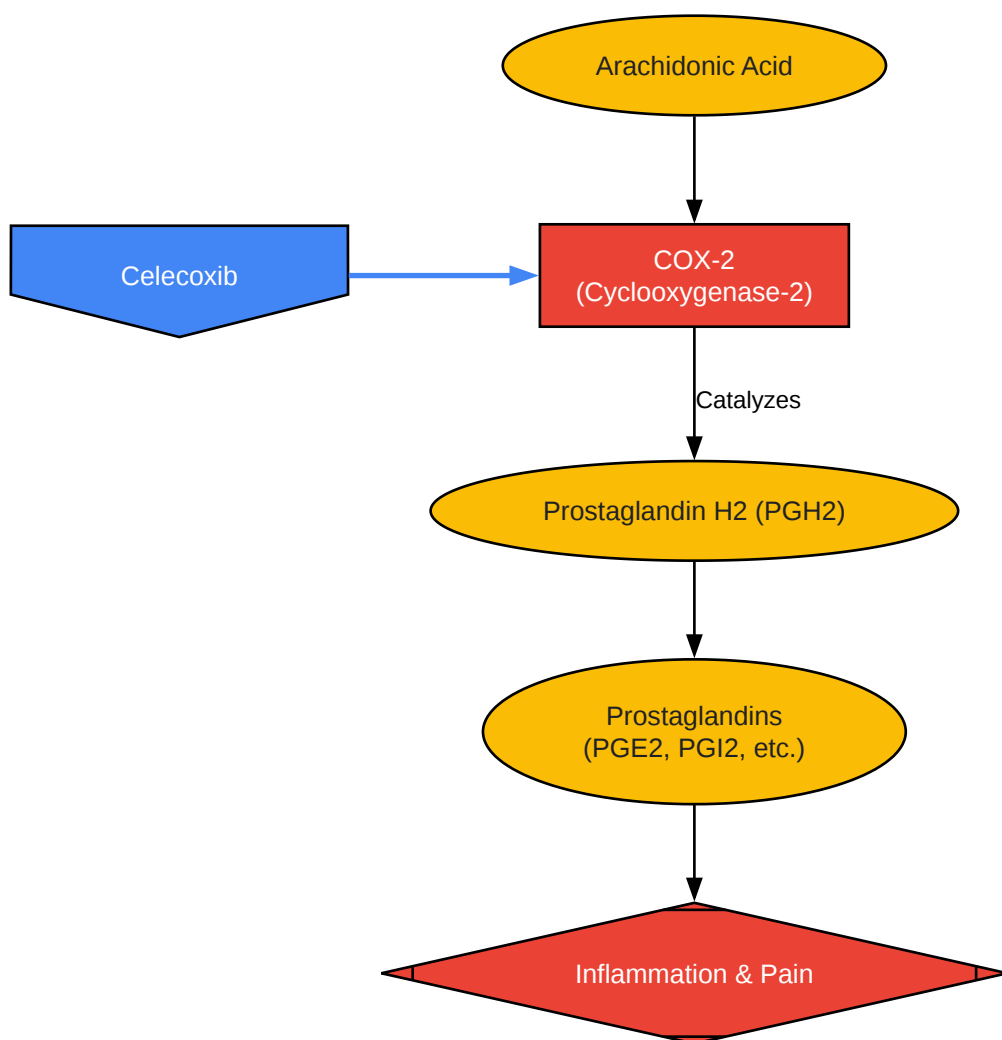 Arachidonic Acid
Celecoxib
COX-2
(Cyclooxygenase-2)
Catalyzes
Prostaglandin H2 (PGH2)
Prostaglandins
(PGE2, PGI2, etc.)
Inflammation & Pain